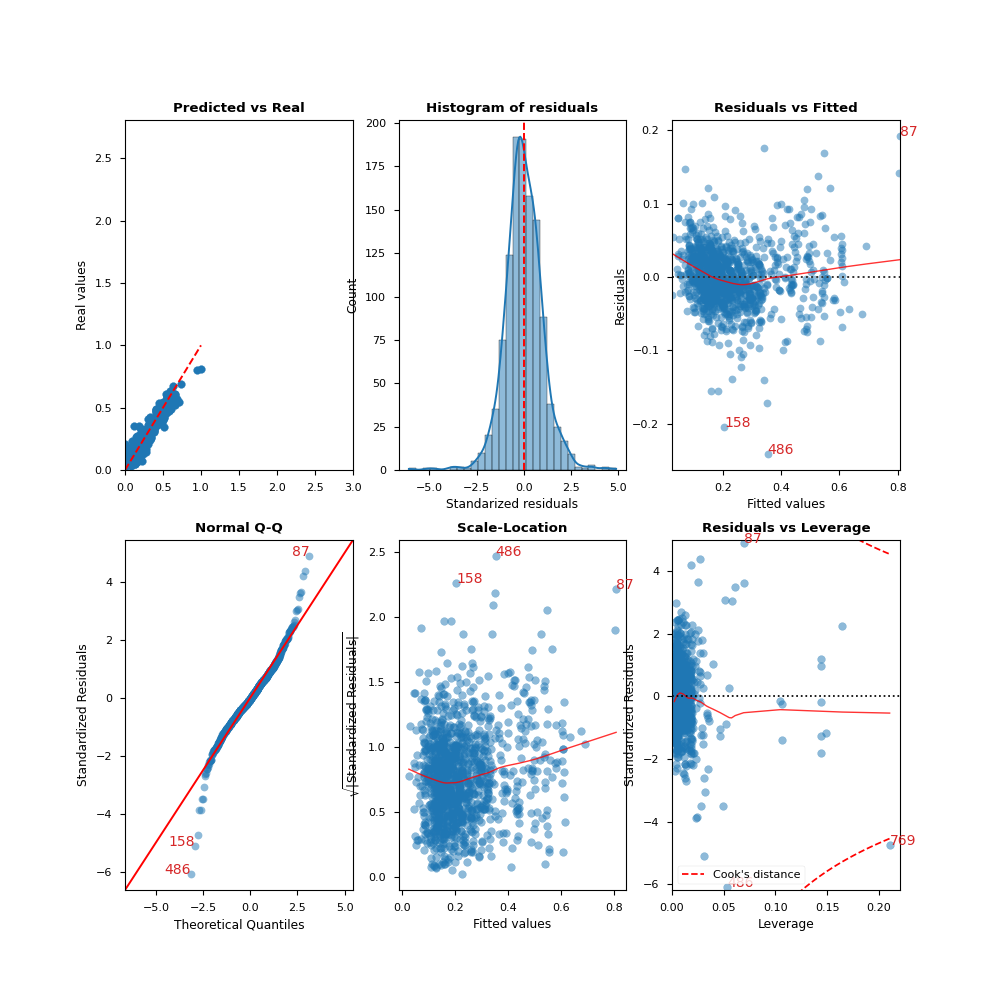 Predicted vs Real
Real values
2.5
2.0
1.5
1.0
0.5
0.0
0.0 0.5 1.0 1.5 2.0 2.5 3.0
Histogram of residuals
Count
200
175
150
125
100
75
50
25
0
−5.0 −2.5 0.0 2.5 5.0
Standarized residuals
Residuals vs Fitted
Residuals
0.2
0.1
0.0
−0.1
−0.2
87
158
486
0.2 0.4 0.6 0.8
Fitted values
Normal Q-Q
Standardized Residuals
4
2
0
−2
−4
−6
87
158
486
−5.0 −2.5 0.0 2.5 5.0
Theoretical Quantiles
Scale-Location
√|Standardized Residuals|
2.5
2.0
1.5
1.0
0.5
0.0
486
158
87
0.0 0.2 0.4 0.6 0.8
Fitted values
Residuals vs Leverage
Standardized Residuals
4
2
0
−2
−4
−6
87
769
486
Cook's distance
0.00 0.05 0.10 0.15 0.20
Leverage